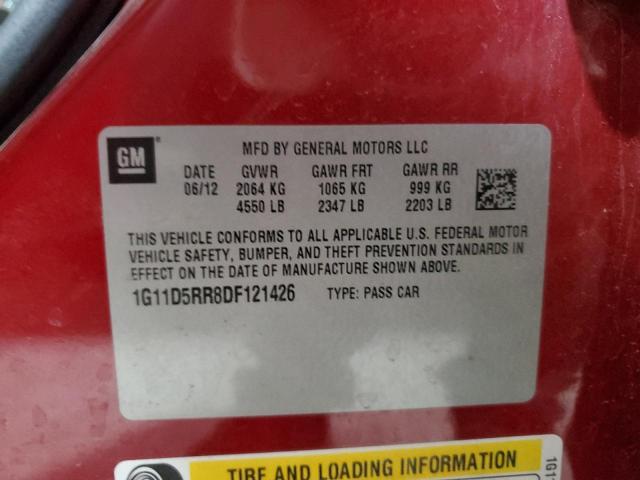 GM®
MFD BY GENERAL MOTORS LLC
DATE GVWR GAWR FRT GAWR RR
06/12 2064 KG 1065 KG 999 KG
4550 LB 2347 LB 2203 LB
THIS VEHICLE CONFORMS TO ALL APPLICABLE U.S. FEDERAL MOTOR
VEHICLE SAFETY, BUMPER, AND THEFT PREVENTION STANDARDS IN
EFFECT ON THE DATE OF MANUFACTURE SHOWN ABOVE.
1G11D5RR8DF121426 TYPE: PASS CAR
TIRE AND LOADING INFORMATION